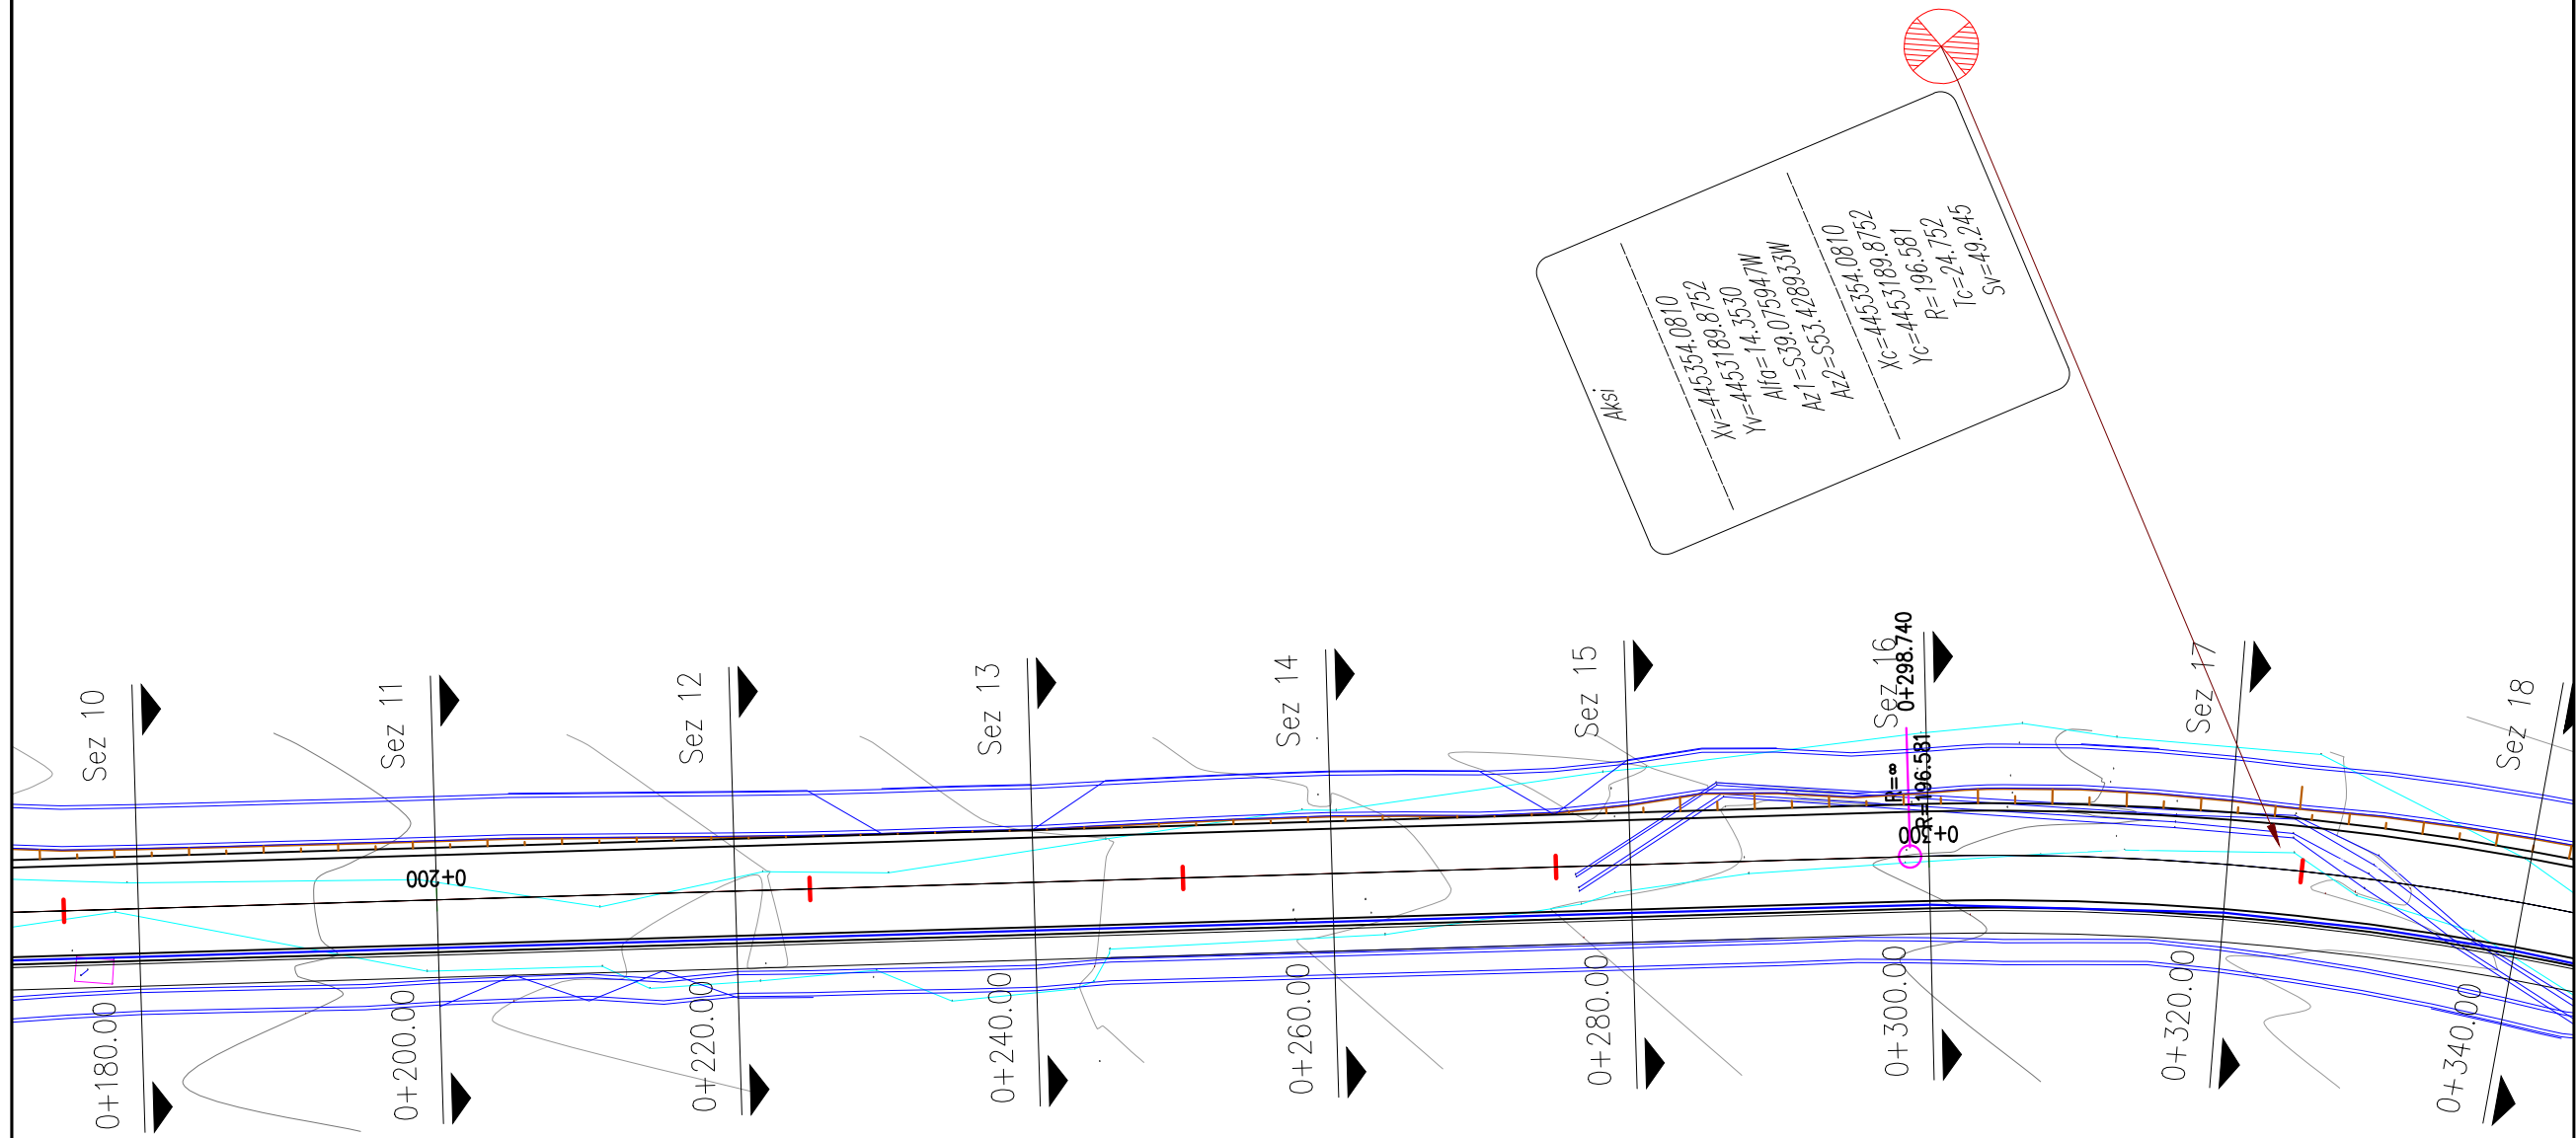 Aksi
Xv=445354.0810
Yv=4453189.8752
Alfa=14.3530
Az1=S39.075947W
Az2=S53.428933W
Xc=445354.0810
Yc=4453189.8752
R=196.581
Tc=24.752
Sv=49.245
Sez 10
Sez 11
Sez 12
Sez 13
Sez 14
Sez 15
Sez 16
0+298.740
Sez 17
Sez 18
R=∞
R=196.581
0+200
0+300
0+180.00
0+200.00
0+220.00
0+240.00
0+260.00
0+280.00
0+300.00
0+320.00
0+340.00